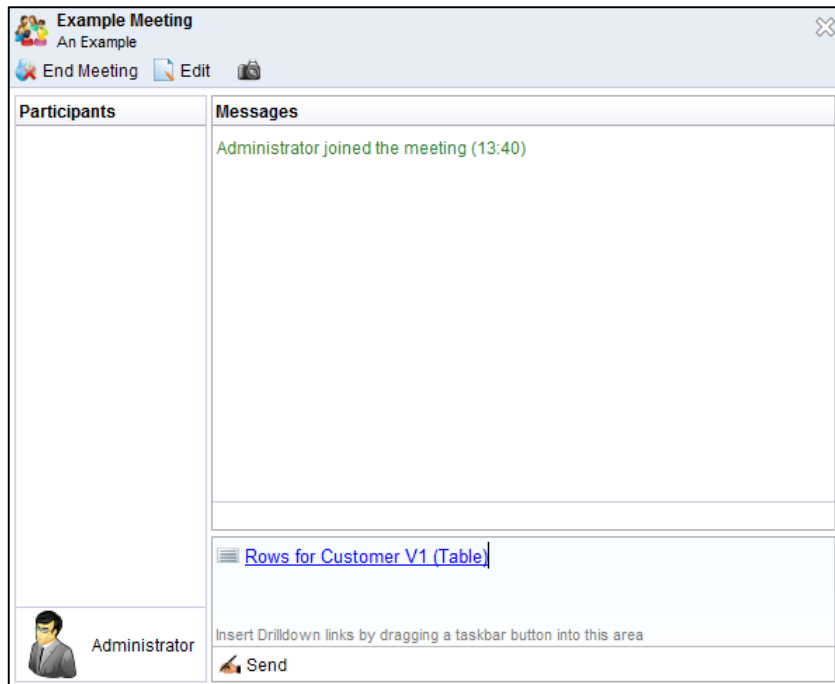 Example Meeting
An Example
End Meeting Edit
Participants
Messages
Administrator joined the meeting (13:40)
Rows for Customer V1 (Table)
Insert Drilldown links by dragging a taskbar button into this area
Administrator
Send